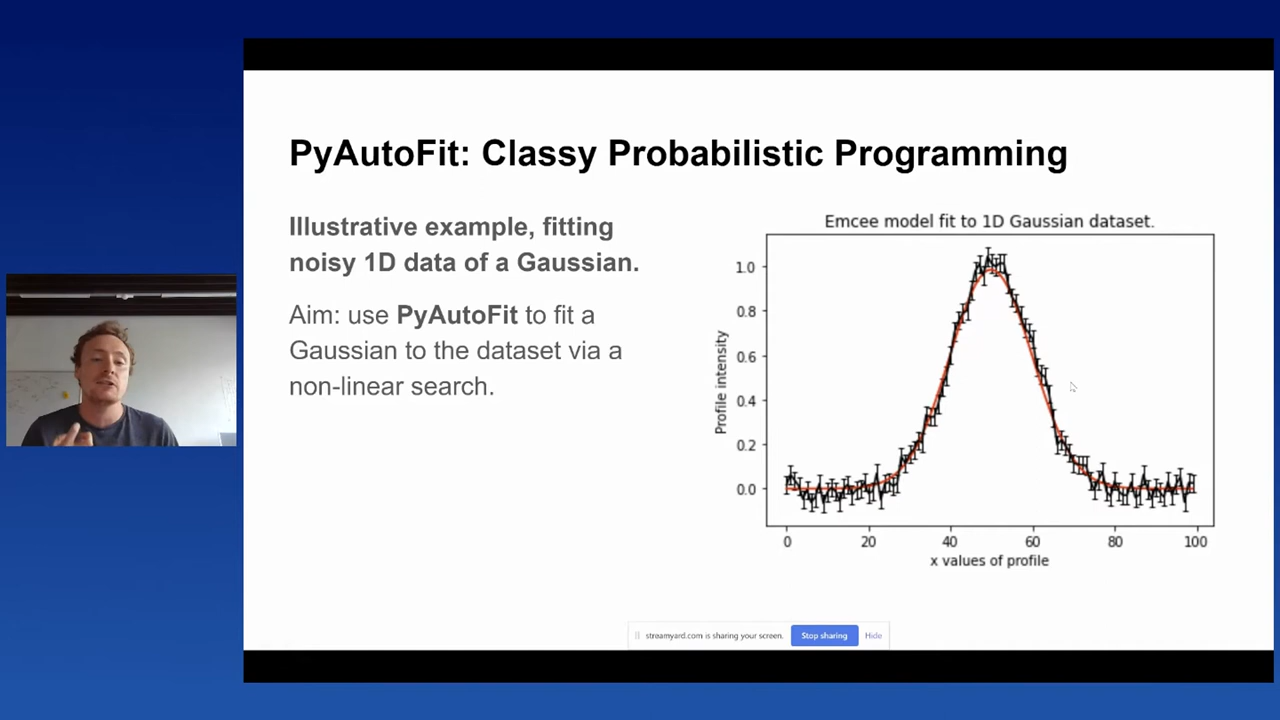 PyAutoFit: Classy Probabilistic Programming
Illustrative example, fitting
noisy 1D data of a Gaussian.
Aim: use PyAutoFit to fit a
Gaussian to the dataset via a
non-linear search.
Emcee model fit to 1D Gaussian dataset.
Profile intensity
1.0
0.8
0.6
0.4
0.2
0.0
0 20 40 60 80 100
x values of profile
streamyard.com is sharing your screen. Stop sharing Hide